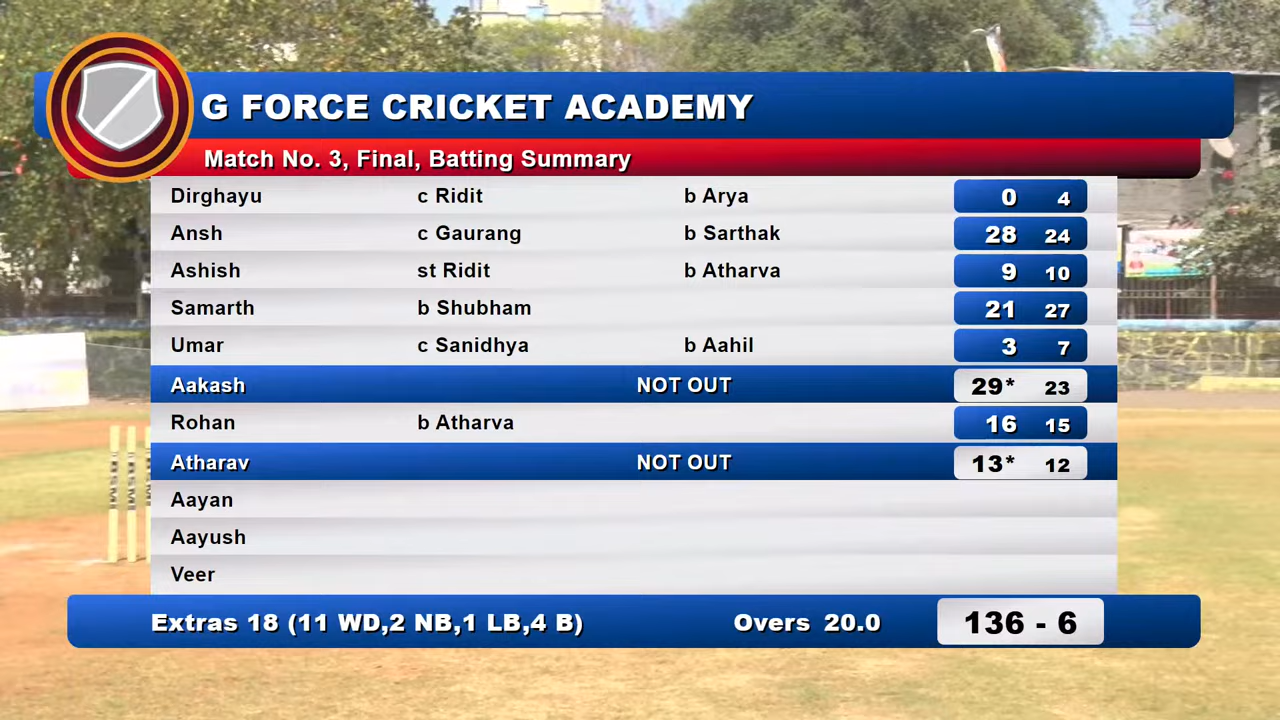 G FORCE CRICKET ACADEMY
Match No. 3, Final, Batting Summary
Dirghayu c Ridit b Arya 0 4
Ansh c Gaurang b Sarthak 28 24
Ashish st Ridit b Atharva 9 10
Samarth b Shubham 21 27
Umar c Sanidhya b Aahil 3 7
Aakash NOT OUT 29* 23
Rohan b Atharva 16 15
Atharav NOT OUT 13* 12
Aayan
Aayush
Veer
Extras 18 (11 WD,2 NB,1 LB,4 B) Overs 20.0 136 - 6